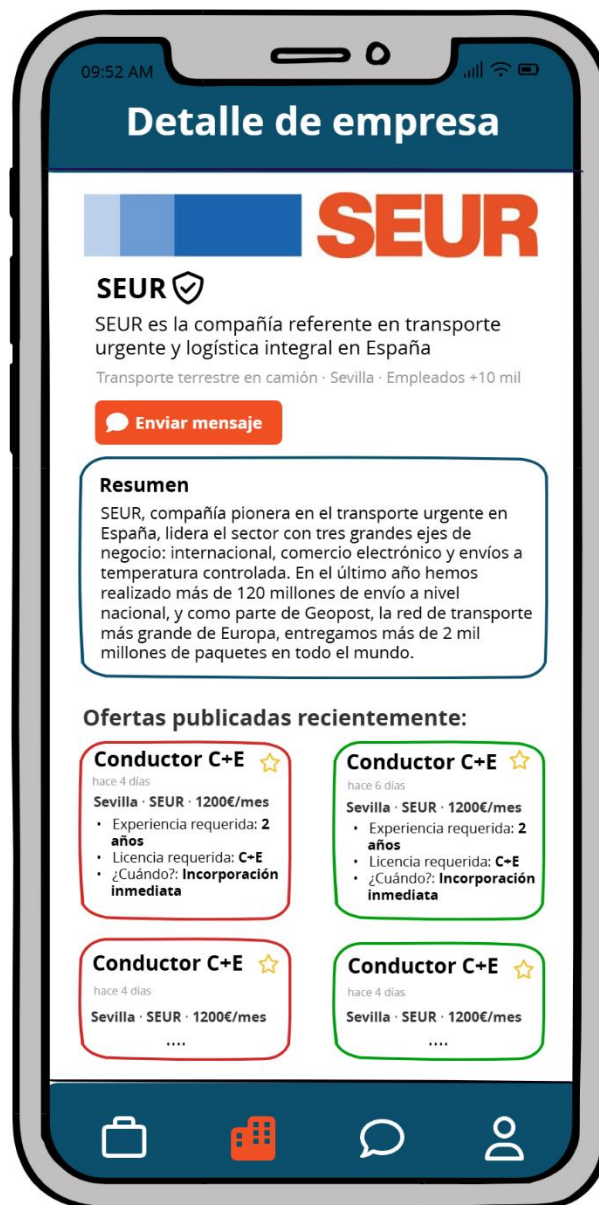 09:52 AM
Detalle de empresa
SEUR
SEUR
SEUR es la compañía referente en transporte
urgente y logística integral en España
Transporte terrestre en camión · Sevilla · Empleados +10 mil
Enviar mensaje
Resumen
SEUR, compañía pionera en el transporte urgente en
España, lidera el sector con tres grandes ejes de
negocio: internacional, comercio electrónico y envíos a
temperatura controlada. En el último año hemos
realizado más de 120 millones de envío a nivel
nacional, y como parte de Geopost, la red de transporte
más grande de Europa, entregamos más de 2 mil
millones de paquetes en todo el mundo.
Ofertas publicadas recientemente:
Conductor C+E
hace 4 días
Sevilla · SEUR · 1200€/mes
• Experiencia requerida: 2
años
• Licencia requerida: C+E
• ¿Cuándo?: Incorporación
inmediata
Conductor C+E
hace 6 días
Sevilla · SEUR · 1200€/mes
• Experiencia requerida: 2
años
• Licencia requerida: C+E
• ¿Cuándo?: Incorporación
inmediata
Conductor C+E
hace 4 días
Sevilla · SEUR · 1200€/mes
....
Conductor C+E
hace 4 días
Sevilla · SEUR · 1200€/mes
....